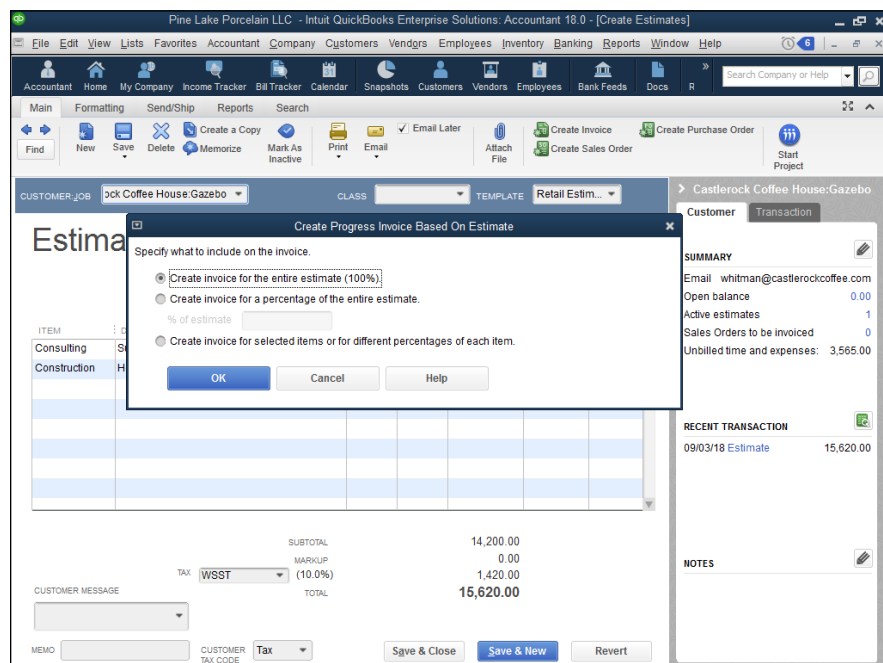 Pine Lake Porcelain LLC - Intuit QuickBooks Enterprise Solutions: Accountant 18.0 - [Create Estimates]
File Edit View Lists Favorites Accountant Company Customers Vendors Employees Inventory Banking Reports Window Help 6
Accountant Home My Company Income Tracker Bill Tracker Calendar Snapshots Customers Vendors Employees Bank Feeds Docs R » Search Company or Help
Main Formatting Send/Ship Reports Search
Find New Save Delete Create a Copy Memorize Mark As Inactive Print Email Email Later Attach File Create Invoice Create Sales Order Create Purchase Order Start Project
CUSTOMER:JOB ock Coffee House:Gazebo CLASS TEMPLATE Retail Estim...
Castlerock Coffee House:Gazebo
Customer Transaction
Estima
Create Progress Invoice Based On Estimate
Specify what to include on the invoice.
Create invoice for the entire estimate (100%).
Create invoice for a percentage of the entire estimate.
% of estimate
Create invoice for selected items or for different percentages of each item.
OK Cancel Help
ITEM D
Consulting Su
Construction H
SUMMARY
Email whitman@castlerockcoffee.com
Open balance 0.00
Active estimates 1
Sales Orders to be invoiced 0
Unbilled time and expenses: 3,565.00
RECENT TRANSACTION
09/03/18 Estimate 15,620.00
NOTES
SUBTOTAL 14,200.00
MARKUP 0.00
TAX WSST (10.0%) 1,420.00
TOTAL 15,620.00
CUSTOMER MESSAGE
MEMO CUSTOMER TAX CODE Tax Save & Close Save & New Revert